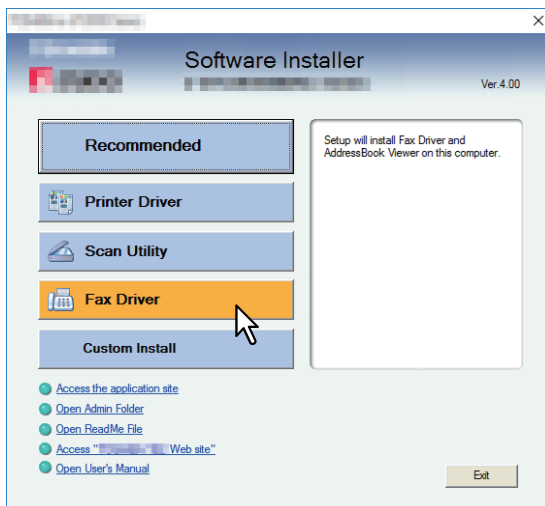 Software Installer
Ver.4.00
Recommended
Setup will install Fax Driver and
AddressBook Viewer on this computer.
Printer Driver
Scan Utility
Fax Driver
Custom Install
Access the application site
Open Admin Folder
Open ReadMe File
Access " Web site"
Open User's Manual
Exit